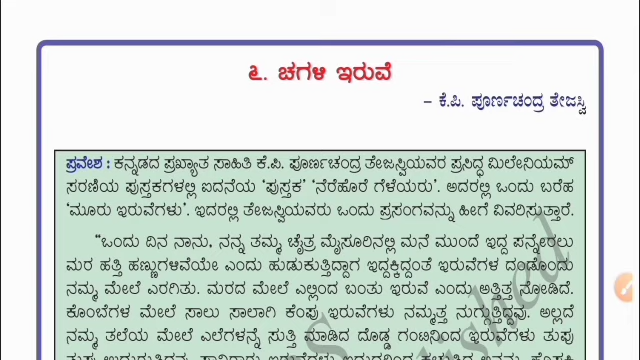 ೬. ಚಗಳಿ ಇರುವೆ
– ಕೆ.ಪಿ. ಪೂರ್ಣಚಂದ್ರ ತೇಜಸ್ವಿ
ಪ್ರವೇಶ : ಕನ್ನಡದ ಪ್ರಖ್ಯಾತ ಸಾಹಿತಿ ಕೆ.ಪಿ. ಪೂರ್ಣಚಂದ್ರ ತೇಜಸ್ವಿಯವರ ಪ್ರಸಿದ್ಧ ಮಿಲೇನಿಯಮ್
ಸರಣಿಯ ಪುಸ್ತಕಗಳಲ್ಲಿ ಐದನೆಯ 'ಪುಸ್ತಕ' 'ನೆರೆಹೊರೆ ಗೆಳೆಯರು'. ಅದರಲ್ಲಿ ಒಂದು ಬರೆಹ
'ಮೂರು ಇರುವೆಗಳು'. ಇದರಲ್ಲಿ ತೇಜಸ್ವಿಯವರು ಒಂದು ಪ್ರಸಂಗವನ್ನು ಹೀಗೆ ವಿವರಿಸುತ್ತಾರೆ.
"ಒಂದು ದಿನ ನಾನು, ನನ್ನ ತಮ್ಮ ಚೈತ್ರ ಮೈಸೂರಿನಲ್ಲಿ ಮನೆ ಮುಂದೆ ಇದ್ದ ಪನ್ನೇರಲು
ಮರ ಹತ್ತಿ ಹಣ್ಣುಗಳಿವೆಯೇ ಎಂದು ಹುಡುಕುತ್ತಿದ್ದಾಗ ಇದ್ದಕ್ಕಿದ್ದಂತೆ ಇರುವೆಗಳ ದಂಡೊಂದು
ನಮ್ಮ ಮೇಲೆ ಎರಗಿತು. ಮರದ ಮೇಲೆ ಎಲ್ಲಿಂದ ಬಂತು ಇರುವೆ ಎಂದು ಅತ್ತಿತ್ತ ನೋಡಿದೆ.
ಕೊಂಬೆಗಳ ಮೇಲೆ ಸಾಲು ಸಾಲಾಗಿ ಕೆಂಪು ಇರುವೆಗಳು ನಮ್ಮತ್ತ ನುಗ್ಗುತ್ತಿದ್ದವು. ಅಲ್ಲದೆ
ನಮ್ಮ ತಲೆಯ ಮೇಲೆ ಎಲೆಗಳನ್ನೆ ಸುತ್ತಿ ಮಾಡಿದ ದೊಡ್ಡ ಗಂಟಿನಿಂದ ಇರುವೆಗಳು ತುಪು